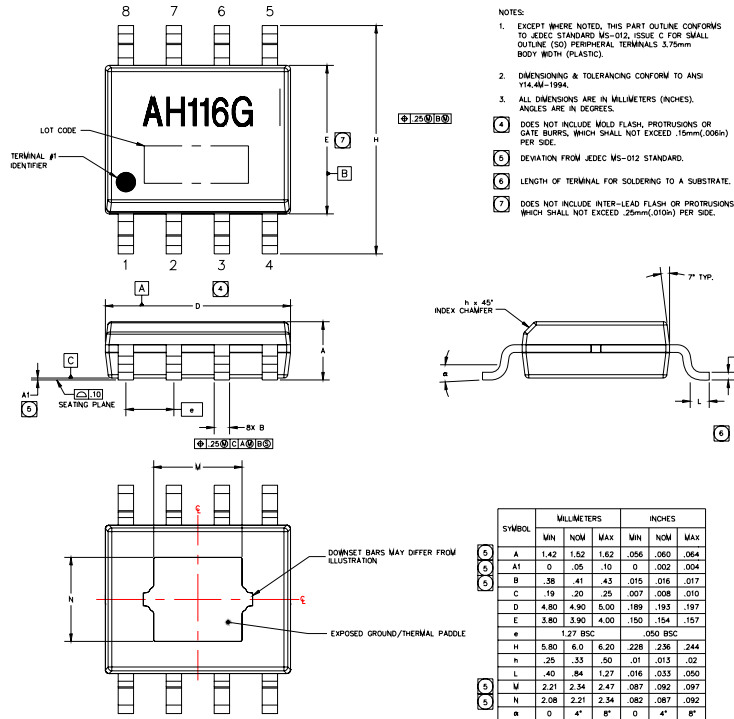 8 7 6 5
AH116G
LOT CODE
TERMINAL #1
IDENTIFIER
1 2 3 4
E 7 H
B
⌖ .25 Ⓜ B Ⓜ
NOTES:
1. EXCEPT WHERE NOTED, THIS PART OUTLINE CONFORMS
TO JEDEC STANDARD MS-012, ISSUE C FOR SMALL
OUTLINE (SO) PERIPHERAL TERMINALS 3.75mm
BODY WIDTH (PLASTIC).
2. DIMENSIONING & TOLERANCING CONFORM TO ANSI
Y14.4M-1994.
3. ALL DIMENSIONS ARE IN MILLIMETERS (INCHES).
ANGLES ARE IN DEGREES.
4 DOES NOT INCLUDE MOLD FLASH, PROTRUSIONS OR
GATE BURRS, WHICH SHALL NOT EXCEED .15mm(.006in)
PER SIDE.
5 DEVIATION FROM JEDEC MS-012 STANDARD.
6 LENGTH OF TERMINAL FOR SOLDERING TO A SUBSTRATE.
7 DOES NOT INCLUDE INTER-LEAD FLASH OR PROTRUSIONS
WHICH SHALL NOT EXCEED .25mm(.010in) PER SIDE.
A 4
D
A
C
A1
5
⌓ .10
SEATING PLANE
e
8X B
⌖ .25 Ⓜ C A Ⓜ B Ⓢ
7° TYP.
h x 45°
INDEX CHAMFER
α
L
6
M
N
DOWNSET BARS MAY DIFFER FROM
ILLUSTRATION
EXPOSED GROUND/THERMAL PADDLE
SYMBOL MILLIMETERS INCHES
MIN NOM MAX MIN NOM MAX
5 A 1.42 1.52 1.62 .056 .060 .064
5 A1 0 .05 .10 0 .002 .004
5 B .38 .41 .43 .015 .016 .017
C .19 .20 .25 .007 .008 .010
D 4.80 4.90 5.00 .189 .193 .197
E 3.80 3.90 4.00 .150 .154 .157
e 1.27 BSC .050 BSC
H 5.80 6.0 6.20 .228 .236 .244
h .25 .33 .50 .01 .013 .02
L .40 .84 1.27 .016 .033 .050
5 M 2.21 2.34 2.47 .087 .092 .097
5 N 2.08 2.21 2.34 .082 .087 .092
α 0 4° 8° 0 4° 8°